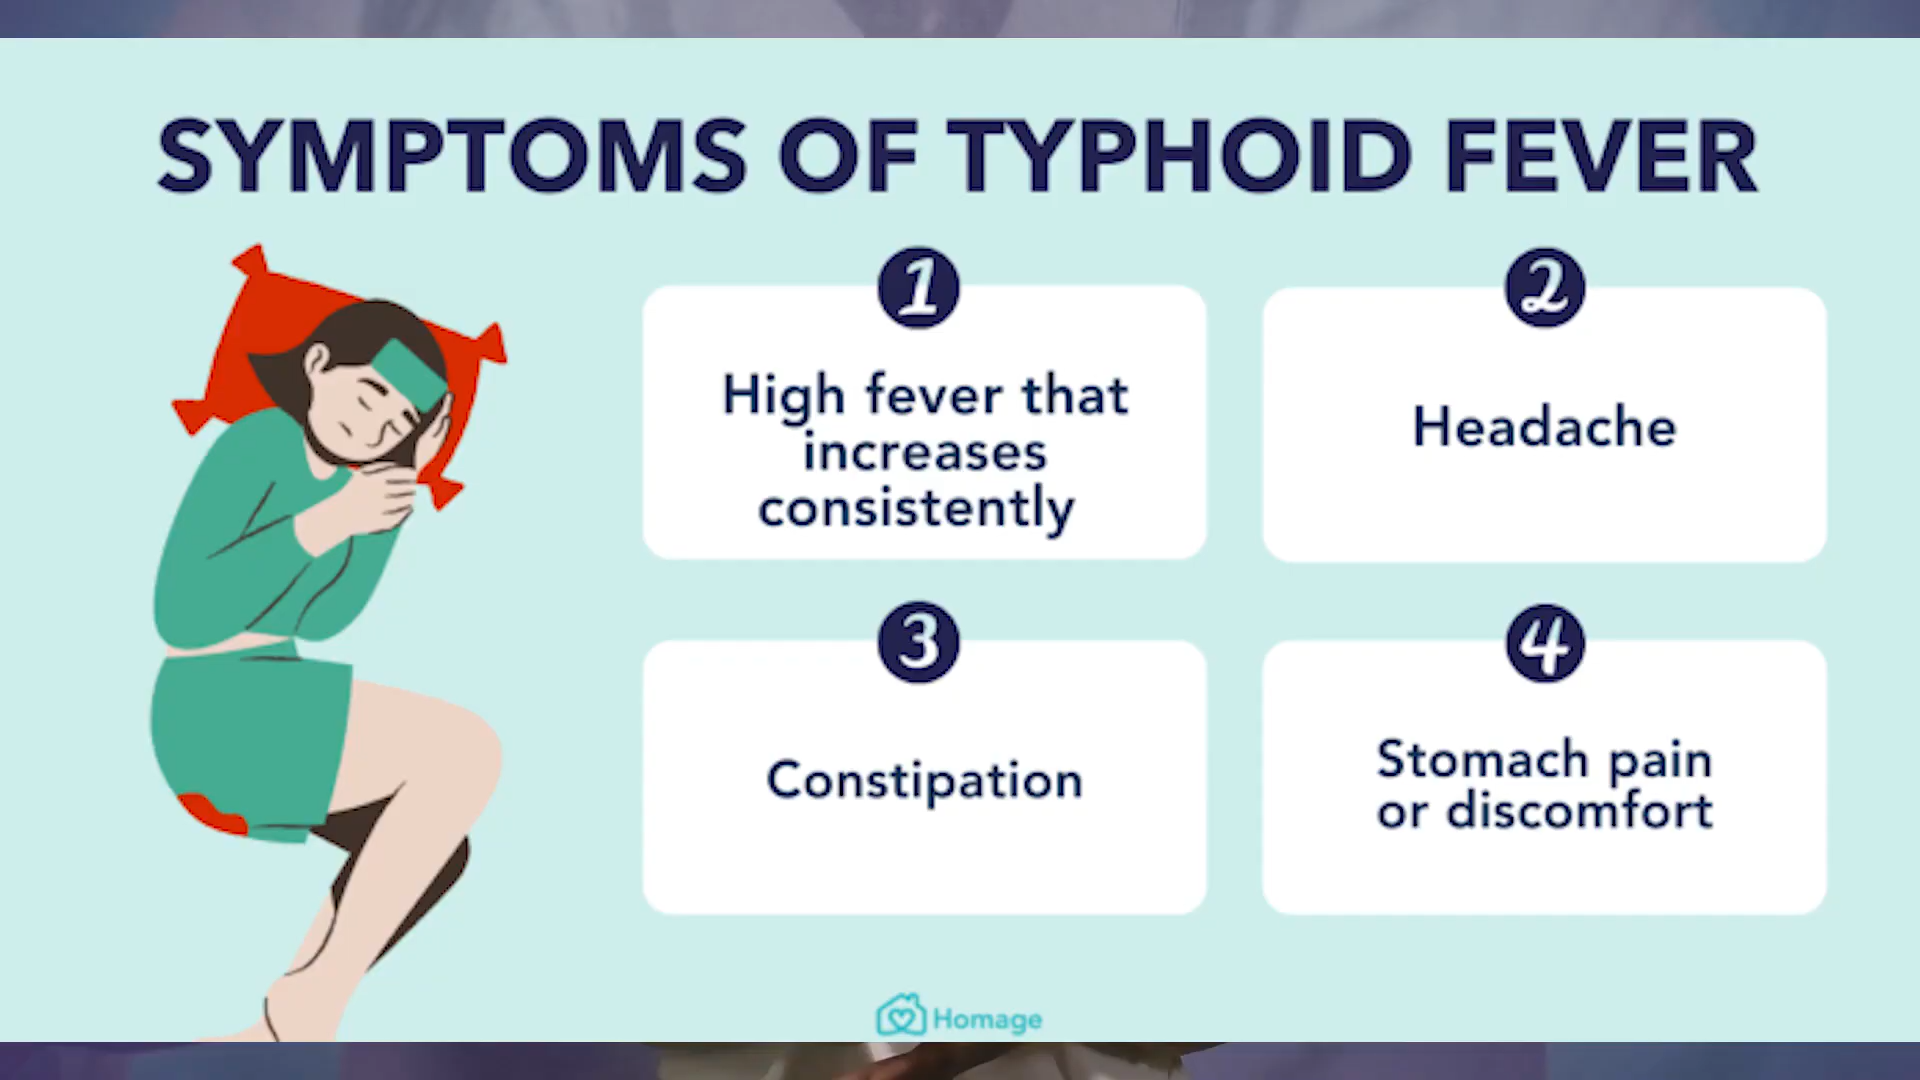 SYMPTOMS OF TYPHOID FEVER
1
High fever that
increases
consistently
2
Headache
3
Constipation
4
Stomach pain
or discomfort
Homage